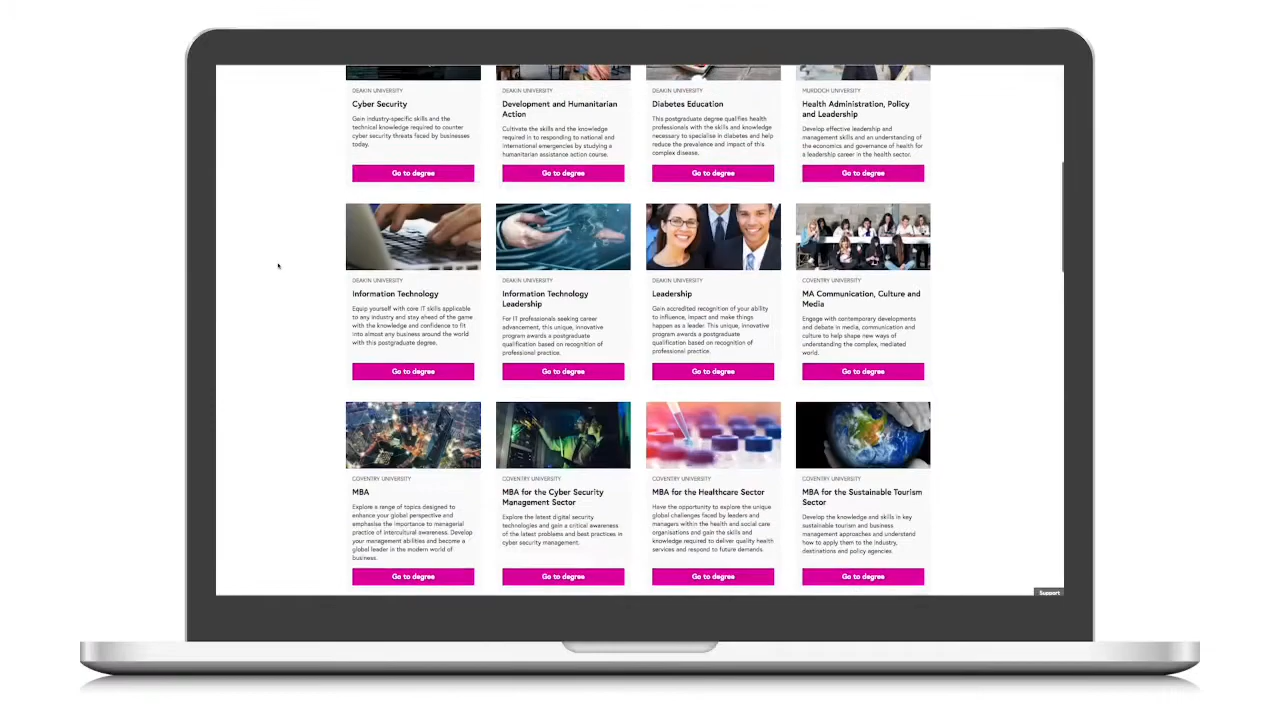 DEAKIN UNIVERSITY
Cyber Security
Gain industry-specific skills and the
technical knowledge required to counter
cyber security threats faced by businesses
today.
Go to degree
DEAKIN UNIVERSITY
Development and Humanitarian
Action
Cultivate the skills and the knowledge
required in to responding to national and
international emergencies by studying a
humanitarian assistance action course.
Go to degree
DEAKIN UNIVERSITY
Diabetes Education
This postgraduate degree qualifies health
professionals with the skills and knowledge
necessary to specialise in diabetes and help
reduce the prevalence and impact of this
complex disease.
Go to degree
MURDOCH UNIVERSITY
Health Administration, Policy
and Leadership
Develop effective leadership and
management skills and an understanding of
the economics and governance of health for
a leadership career in the health sector.
Go to degree
DEAKIN UNIVERSITY
Information Technology
Equip yourself with core IT skills applicable
to any industry and stay ahead of the game
with the knowledge and confidence to fit
into almost any business around the world
with this postgraduate degree.
Go to degree
DEAKIN UNIVERSITY
Information Technology
Leadership
For IT professionals seeking career
advancement, this unique, innovative
program awards a postgraduate
qualification based on recognition of
professional practice.
Go to degree
DEAKIN UNIVERSITY
Leadership
Gain accredited recognition of your ability
to influence, impact and make things
happen as a leader This unique, innovative
program awards a postgraduate
qualification based on recognition of
professional practice.
Go to degree
COVENTRY UNIVERSITY
MA Communication, Culture and
Media
Engage with contemporary developments
and debate in media, communication and
culture to help shape new ways of
understanding the complex, mediated
world.
Go to degree
COVENTRY UNIVERSITY
MBA
Explore a range of topics designed to
enhance your global perspective and
emphasise the importance to managerial
practice of intercultural awareness. Develop
your management abilities and become a
global leader in the modern world of
business.
Go to degree
COVENTRY UNIVERSITY
MBA for the Cyber Security
Management Sector
Explore the latest digital security
technologies and gain a critical awareness
of the latest problems and best practices in
cyber security management.
Go to degree
COVENTRY UNIVERSITY
MBA for the Healthcare Sector
Have the opportunity to explore the unique
global challenges faced by leaders and
managers within the health and social care
organisations and gain the skills and
knowledge required to deliver quality health
services and respond to future demands.
Go to degree
COVENTRY UNIVERSITY
MBA for the Sustainable Tourism
Sector
Develop the knowledge and skills in key
sustainable tourism and business
management approaches and understand
how to apply them to the industry,
destinations and policy agencies.
Go to degree
Support